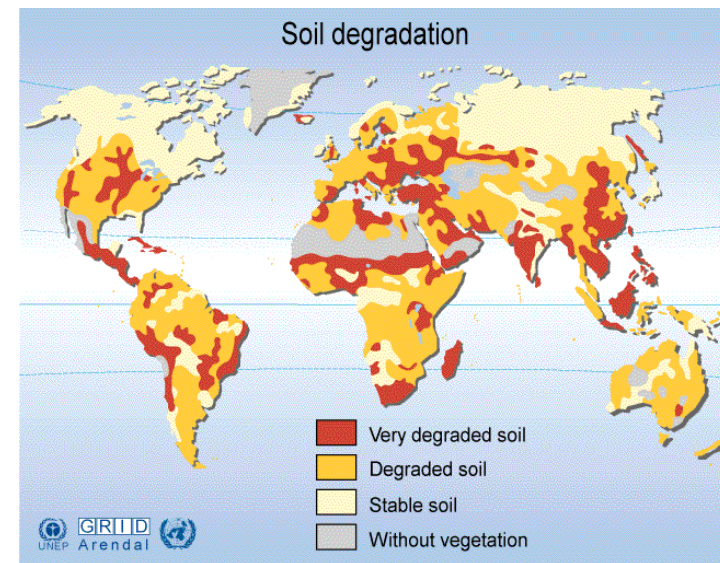 Soil degradation
Very degraded soil
Degraded soil
Stable soil
Without vegetation
UNEP
GRID
Arendal